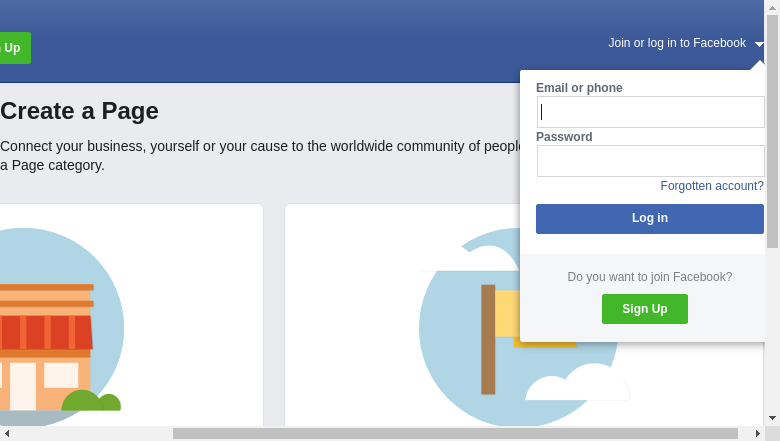 Up
Join or log in to Facebook
Email or phone
Create a Page
Password
Connect your business, yourself or your cause to the worldwide community of
a Page category.
Forgotten account?
Log in
Do you want to join Facebook?
Sign Up